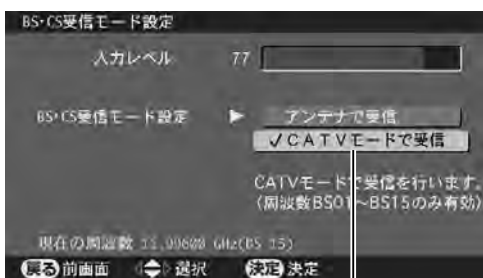 BS・CS受信モード設定
入力レベル 77
BS・CS受信モード設定 ▶ アンテナで受信
✓CATVモードで受信
CATVモードで受信を行います。
(周波数BS01〜BS15のみ有効)
現在の周波数 11.99600 GHz(BS 15)
戻る 前画面 選択 決定 決定